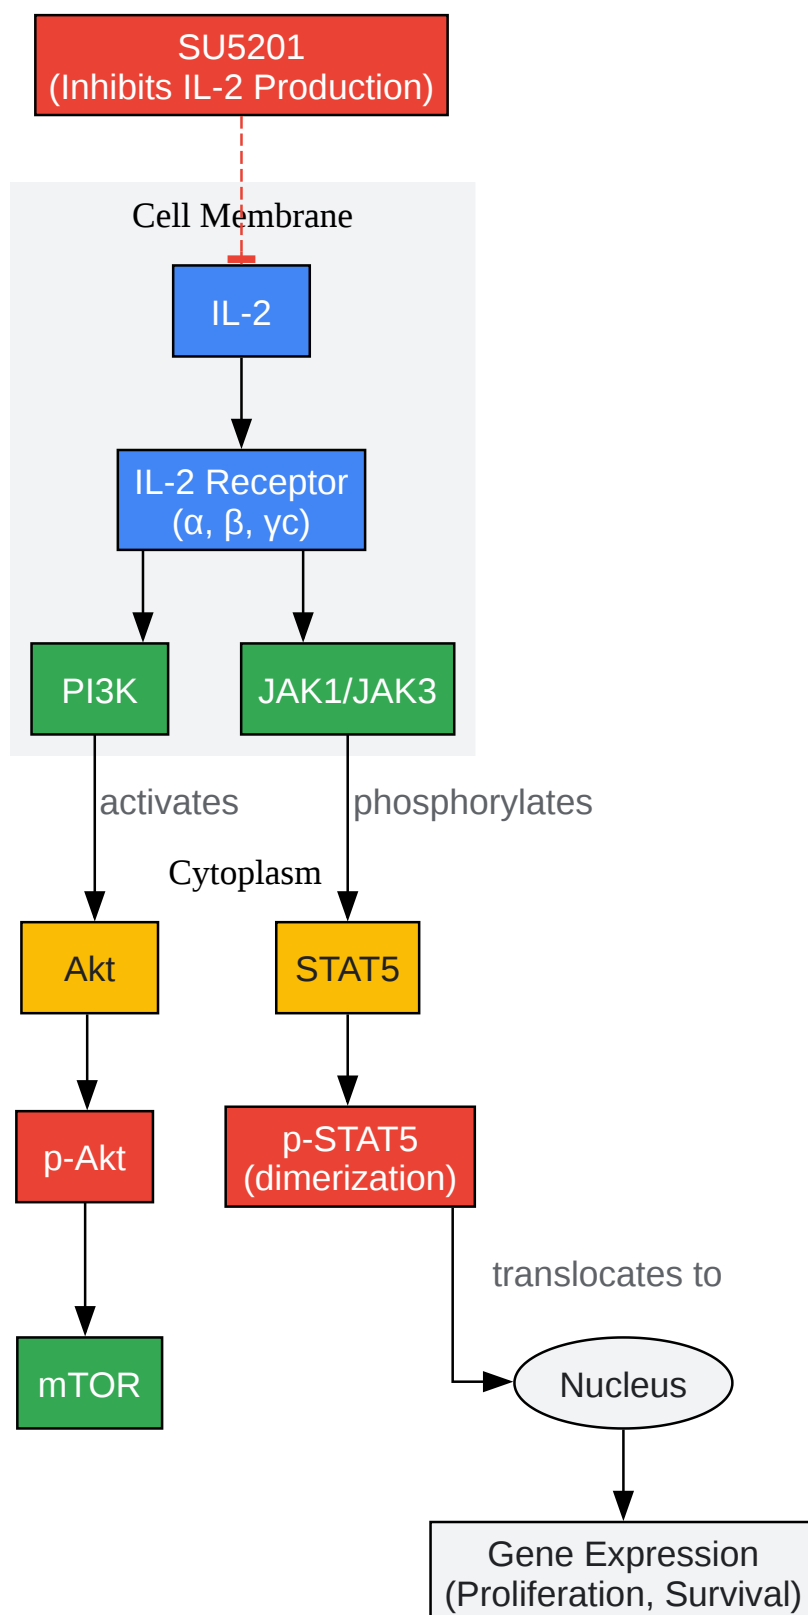 SU5201
(Inhibits IL-2 Production)
Cell Membrane
IL-2
IL-2 Receptor
(α, β, γc)
PI3K
JAK1/JAK3
activates
phosphorylates
Cytoplasm
Akt
STAT5
p-Akt
p-STAT5
(dimerization)
translocates to
mTOR
Nucleus
Gene Expression
(Proliferation, Survival)